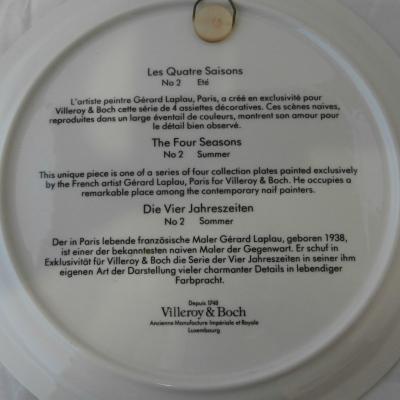 Les Quatre Saisons
No 2 Eté
L'artiste peintre Gérard Laplau, Paris, a créé en exclusivité pour
Villeroy & Boch cette série de 4 assiettes décoratives. Ces scènes naïves,
reproduites dans un large éventail de couleurs, montrent son amour pour
le détail bien observé.
The Four Seasons
No 2 Summer
This unique piece is one of a series of four collection plates painted exclusively
by the French artist Gérard Laplau, Paris for Villeroy & Boch. He occupies a
remarkable place among the contemporary naif painters.
Die Vier Jahreszeiten
No 2 Sommer
Der in Paris lebende französische Maler Gérard Laplau, geboren 1938,
ist einer der bekanntesten naiven Maler der Gegenwart. Er schuf in
Exklusivität für Villeroy & Boch die Serie der Vier Jahreszeiten in seiner ihm
eigenen Art der Darstellung vieler charmanter Details in lebendiger
Farbpracht.
Depuis 1748
Villeroy & Boch
Ancienne Manufacture Impériale et Royale
Luxembourg